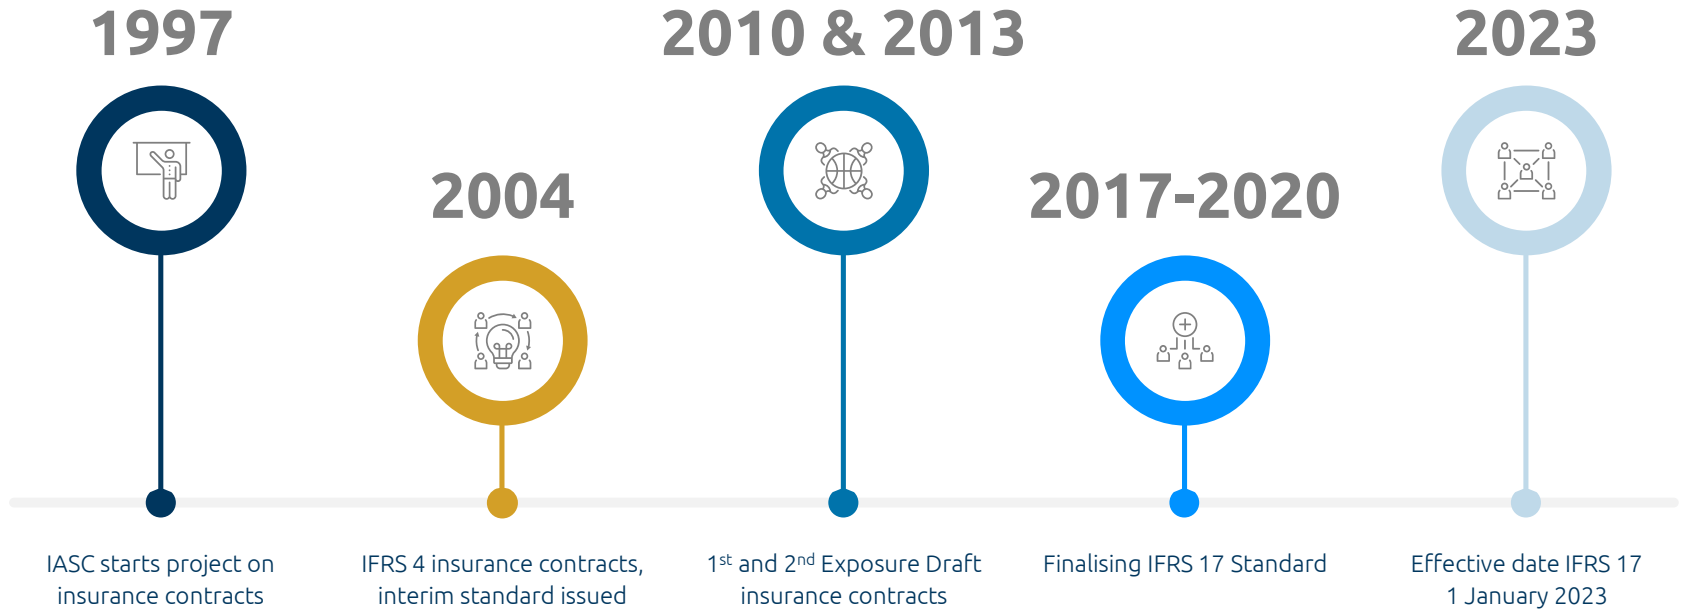 1997
IASC starts project on
insurance contracts
2004
IFRS 4 insurance contracts,
interim standard issued
2010 & 2013
1st and 2nd Exposure Draft
insurance contracts
2017-2020
Finalising IFRS 17 Standard
2023
Effective date IFRS 17
1 January 2023